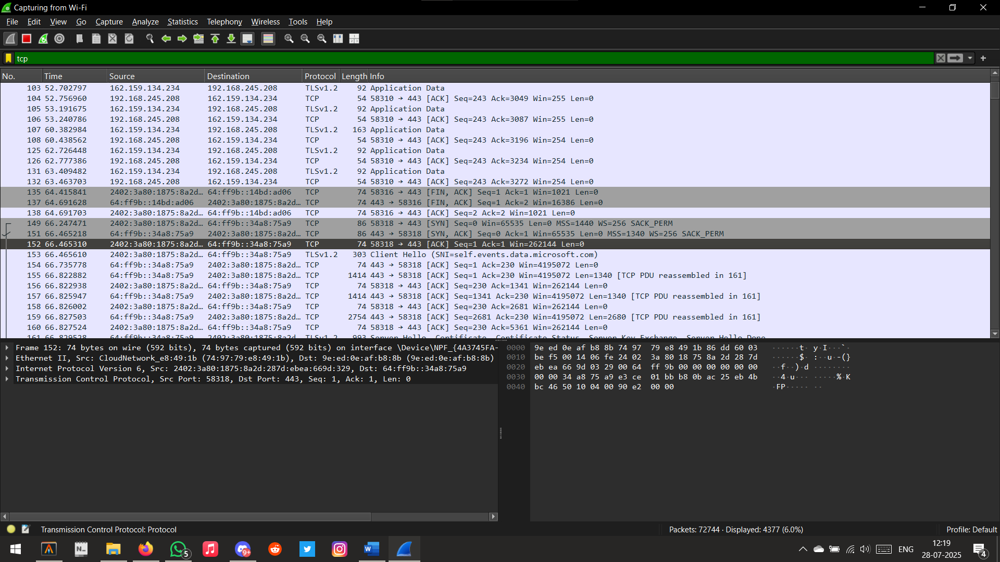 Capturing from Wi-Fi
File Edit View Go Capture Analyze Statistics Telephony Wireless Tools Help
tcp
No. Time Source Destination Protocol Length Info
103 52.702797 162.159.134.234 192.168.245.208 TLSv1.2 92 Application Data
104 52.756960 192.168.245.208 162.159.134.234 TCP 54 58310 → 443 [ACK] Seq=243 Ack=3049 Win=255 Len=0
105 53.191675 162.159.134.234 192.168.245.208 TLSv1.2 92 Application Data
106 53.240786 192.168.245.208 162.159.134.234 TCP 54 58310 → 443 [ACK] Seq=243 Ack=3087 Win=255 Len=0
107 60.382984 162.159.134.234 192.168.245.208 TLSv1.2 163 Application Data
108 60.438562 192.168.245.208 162.159.134.234 TCP 54 58310 → 443 [ACK] Seq=243 Ack=3196 Win=254 Len=0
125 62.726448 162.159.134.234 192.168.245.208 TLSv1.2 92 Application Data
126 62.777386 192.168.245.208 162.159.134.234 TCP 54 58310 → 443 [ACK] Seq=243 Ack=3234 Win=254 Len=0
131 63.409482 162.159.134.234 192.168.245.208 TLSv1.2 92 Application Data
132 63.463703 192.168.245.208 162.159.134.234 TCP 54 58310 → 443 [ACK] Seq=243 Ack=3272 Win=254 Len=0
135 64.415841 2402:3a80:1875:8a2d… 64:ff9b::14bd:ad06 TCP 74 58316 → 443 [FIN, ACK] Seq=1 Ack=1 Win=1021 Len=0
137 64.691628 64:ff9b::14bd:ad06 2402:3a80:1875:8a2d… TCP 74 443 → 58316 [FIN, ACK] Seq=1 Ack=2 Win=16386 Len=0
138 64.691703 2402:3a80:1875:8a2d… 64:ff9b::14bd:ad06 TCP 74 58316 → 443 [ACK] Seq=2 Ack=2 Win=1021 Len=0
149 66.247471 2402:3a80:1875:8a2d… 64:ff9b::34a8:75a9 TCP 86 58318 → 443 [SYN] Seq=0 Win=65535 Len=0 MSS=1440 WS=256 SACK_PERM
151 66.465218 64:ff9b::34a8:75a9 2402:3a80:1875:8a2d… TCP 86 443 → 58318 [SYN, ACK] Seq=0 Ack=1 Win=65535 Len=0 MSS=1340 WS=256 SACK_PERM
152 66.465310 2402:3a80:1875:8a2d… 64:ff9b::34a8:75a9 TCP 74 58318 → 443 [ACK] Seq=1 Ack=1 Win=262144 Len=0
153 66.465610 2402:3a80:1875:8a2d… 64:ff9b::34a8:75a9 TLSv1.2 303 Client Hello (SNI=self.events.data.microsoft.com)
154 66.735778 64:ff9b::34a8:75a9 2402:3a80:1875:8a2d… TCP 74 443 → 58318 [ACK] Seq=1 Ack=230 Win=4195072 Len=0
155 66.822882 64:ff9b::34a8:75a9 2402:3a80:1875:8a2d… TCP 1414 443 → 58318 [ACK] Seq=1 Ack=230 Win=4195072 Len=1340 [TCP PDU reassembled in 161]
156 66.822938 2402:3a80:1875:8a2d… 64:ff9b::34a8:75a9 TCP 74 58318 → 443 [ACK] Seq=230 Ack=1341 Win=262144 Len=0
157 66.825947 64:ff9b::34a8:75a9 2402:3a80:1875:8a2d… TCP 1414 443 → 58318 [ACK] Seq=1341 Ack=230 Win=4195072 Len=1340 [TCP PDU reassembled in 161]
158 66.826002 2402:3a80:1875:8a2d… 64:ff9b::34a8:75a9 TCP 74 58318 → 443 [ACK] Seq=230 Ack=2681 Win=262144 Len=0
159 66.827503 64:ff9b::34a8:75a9 2402:3a80:1875:8a2d… TCP 2754 443 → 58318 [ACK] Seq=2681 Ack=230 Win=4195072 Len=2680 [TCP PDU reassembled in 161]
160 66.827524 2402:3a80:1875:8a2d… 64:ff9b::34a8:75a9 TCP 74 58318 → 443 [ACK] Seq=230 Ack=5361 Win=262144 Len=0
161 66.829528 64:ff9b::34a8:75a9 2402:3a80:1875:8a2d… TLSv1.2 993 Server Hello, Certificate, Certificate Status, Server Key Exchange, Server Hello Done
Frame 152: 74 bytes on wire (592 bits), 74 bytes captured (592 bits) on interface \Device\NPF_{4A3745FA-
Ethernet II, Src: CloudNetwork_e8:49:1b (74:97:79:e8:49:1b), Dst: 9e:ed:0e:af:b8:8b (9e:ed:0e:af:b8:8b)
Internet Protocol Version 6, Src: 2402:3a80:1875:8a2d:287d:ebea:669d:329, Dst: 64:ff9b::34a8:75a9
Transmission Control Protocol, Src Port: 58318, Dst Port: 443, Seq: 1, Ack: 1, Len: 0
0000 9e ed 0e af b8 8b 74 97 79 e8 49 1b 86 dd 60 03 ······t· y·I···`·
0010 be f5 00 14 06 fe 24 02 3a 80 18 75 8a 2d 28 7d ······$· :··u·-(}
0020 eb ea 66 9d 03 29 00 64 ff 9b 00 00 00 00 00 00 ··f··)·d ········
0030 00 00 34 a8 75 a9 e3 ce 01 bb b8 0b ac 25 eb 4b ··4·u··· ·····%·K
0040 bc 46 50 10 04 00 90 e2 00 00 ·FP····· ··
Transmission Control Protocol: Protocol
Packets: 72744 · Displayed: 4377 (6.0%)
Profile: Default
5
9+
ENG
12:19
28-07-2025
4